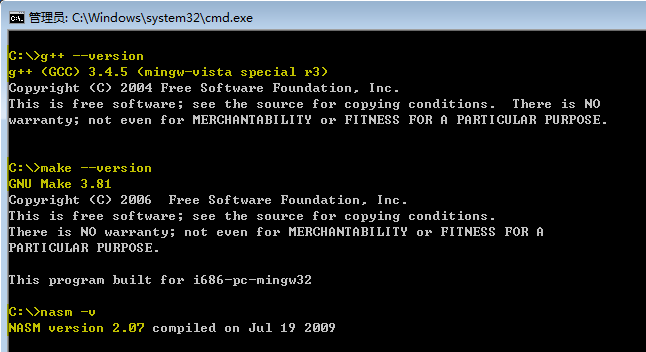 管理员: C:\Windows\system32\cmd.exe
C:\>g++ --version
g++ (GCC) 3.4.5 (mingw-vista special r3)
Copyright (C) 2004 Free Software Foundation, Inc.
This is free software; see the source for copying conditions.  There is NO
warranty; not even for MERCHANTABILITY or FITNESS FOR A PARTICULAR PURPOSE.
C:\>make --version
GNU Make 3.81
Copyright (C) 2006  Free Software Foundation, Inc.
This is free software; see the source for copying conditions.
There is NO warranty; not even for MERCHANTABILITY or FITNESS FOR A
PARTICULAR PURPOSE.
This program built for i686-pc-mingw32
C:\>nasm -v
NASM version 2.07 compiled on Jul 19 2009